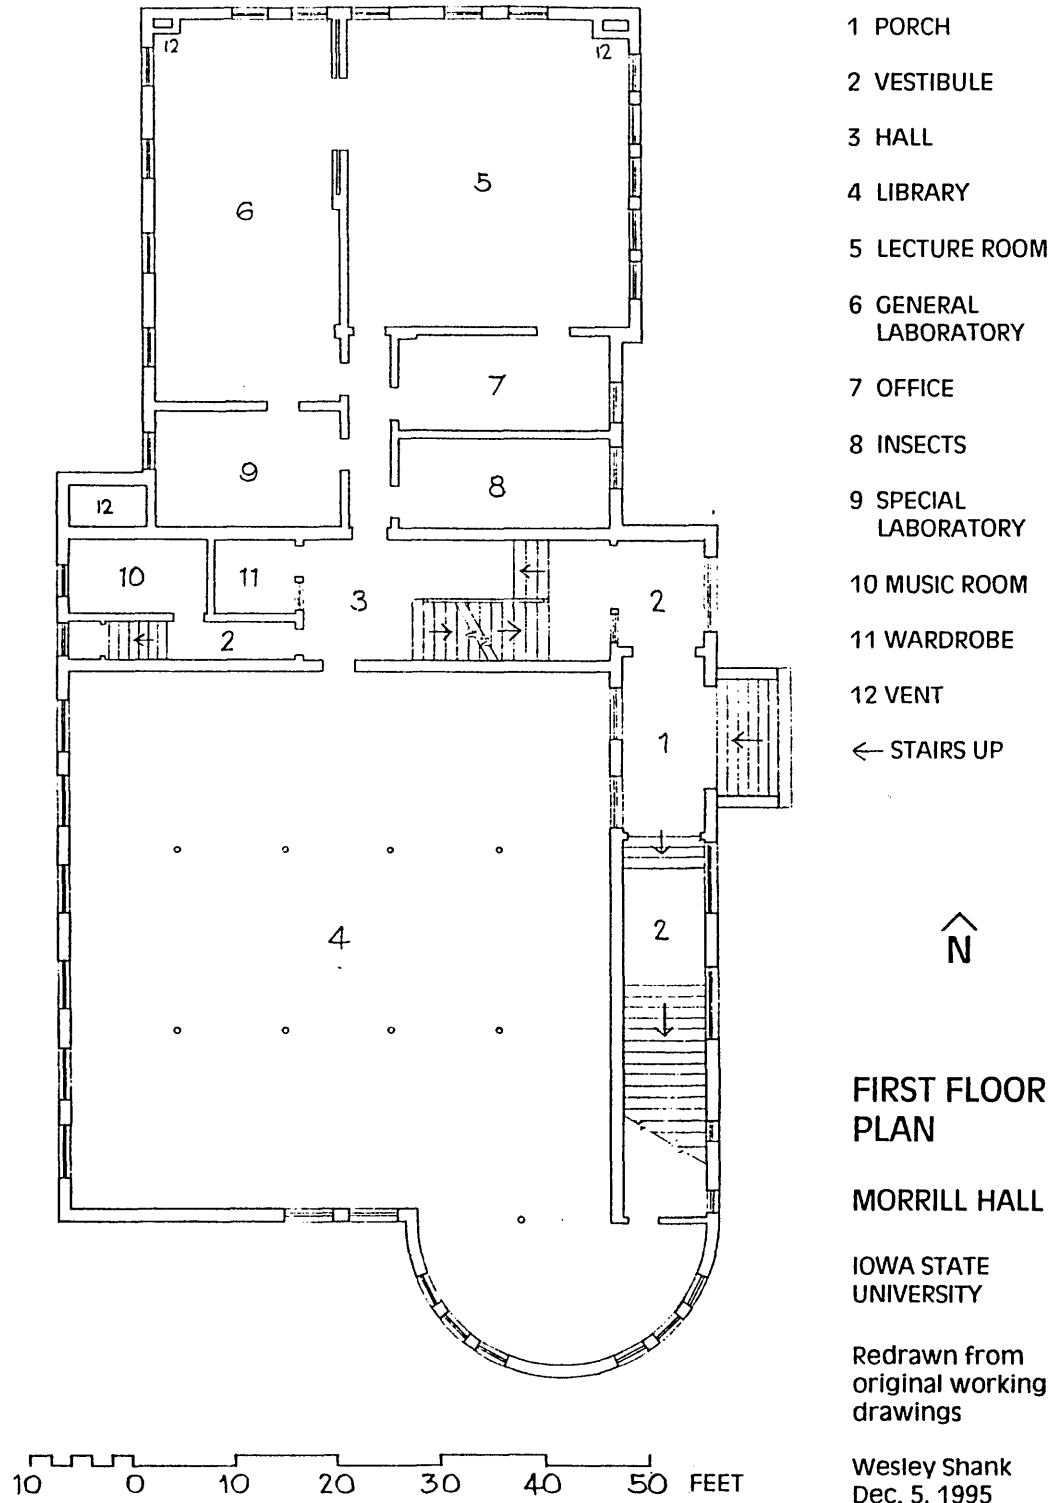 12
12
6
5
7
9
8
12
10
11
3
2
2
1
4
2
1 PORCH
2 VESTIBULE
3 HALL
4 LIBRARY
5 LECTURE ROOM
6 GENERAL
LABORATORY
7 OFFICE
8 INSECTS
9 SPECIAL
LABORATORY
10 MUSIC ROOM
11 WARDROBE
12 VENT
← STAIRS UP
N
FIRST FLOOR
PLAN
MORRILL HALL
IOWA STATE
UNIVERSITY
Redrawn from
original working
drawings
Wesley Shank
Dec. 5, 1995
10 0 10 20 30 40 50 FEET